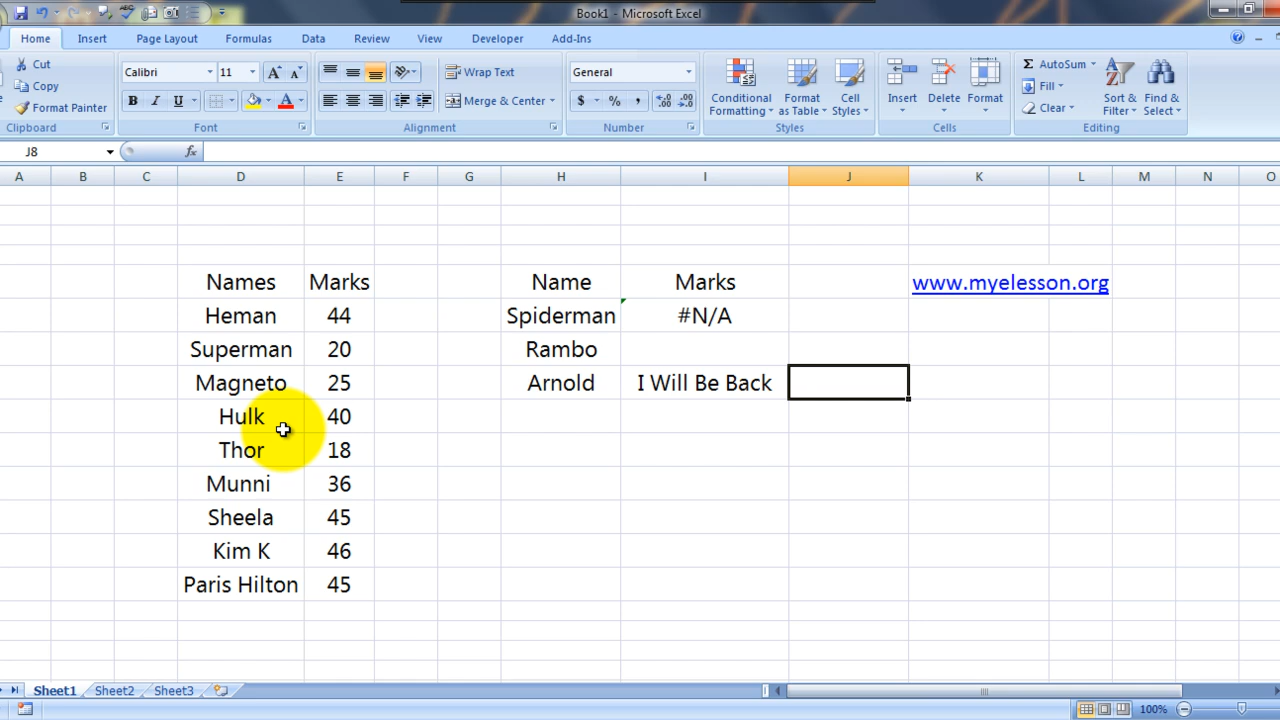 Book1 - Microsoft Excel
Home Insert Page Layout Formulas Data Review View Developer Add-Ins
Cut
Copy
Format Painter
Clipboard
Calibri 11
B I U
Font
Wrap Text
Merge & Center
Alignment
General
$ % ,
Number
Conditional Formatting
Format as Table
Cell Styles
Styles
Insert
Delete
Format
Cells
AutoSum
Fill
Clear
Sort & Filter
Find & Select
Editing
J8 fx
A B C D E F G H I J K L M N O
Names Marks Name Marks www.myelesson.org
Heman 44 Spiderman #N/A
Superman 20 Rambo
Magneto 25 Arnold I Will Be Back
Hulk 40
Thor 18
Munni 36
Sheela 45
Kim K 46
Paris Hilton 45
Sheet1 Sheet2 Sheet3
100%